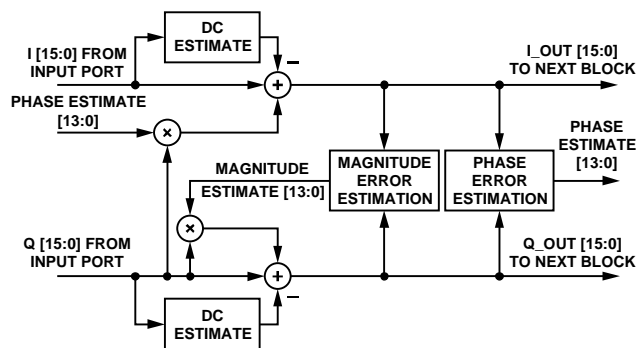 DC
ESTIMATE
I [15:0] FROM
INPUT PORT
−
+
I_OUT [15:0]
TO NEXT BLOCK
PHASE ESTIMATE
[13:0]
×
MAGNITUDE
ESTIMATE [13:0]
MAGNITUDE
ERROR
ESTIMATION
PHASE
ERROR
ESTIMATION
PHASE
ESTIMATE
[13:0]
×
Q [15:0] FROM
INPUT PORT
+
−
Q_OUT [15:0]
TO NEXT BLOCK
DC
ESTIMATE